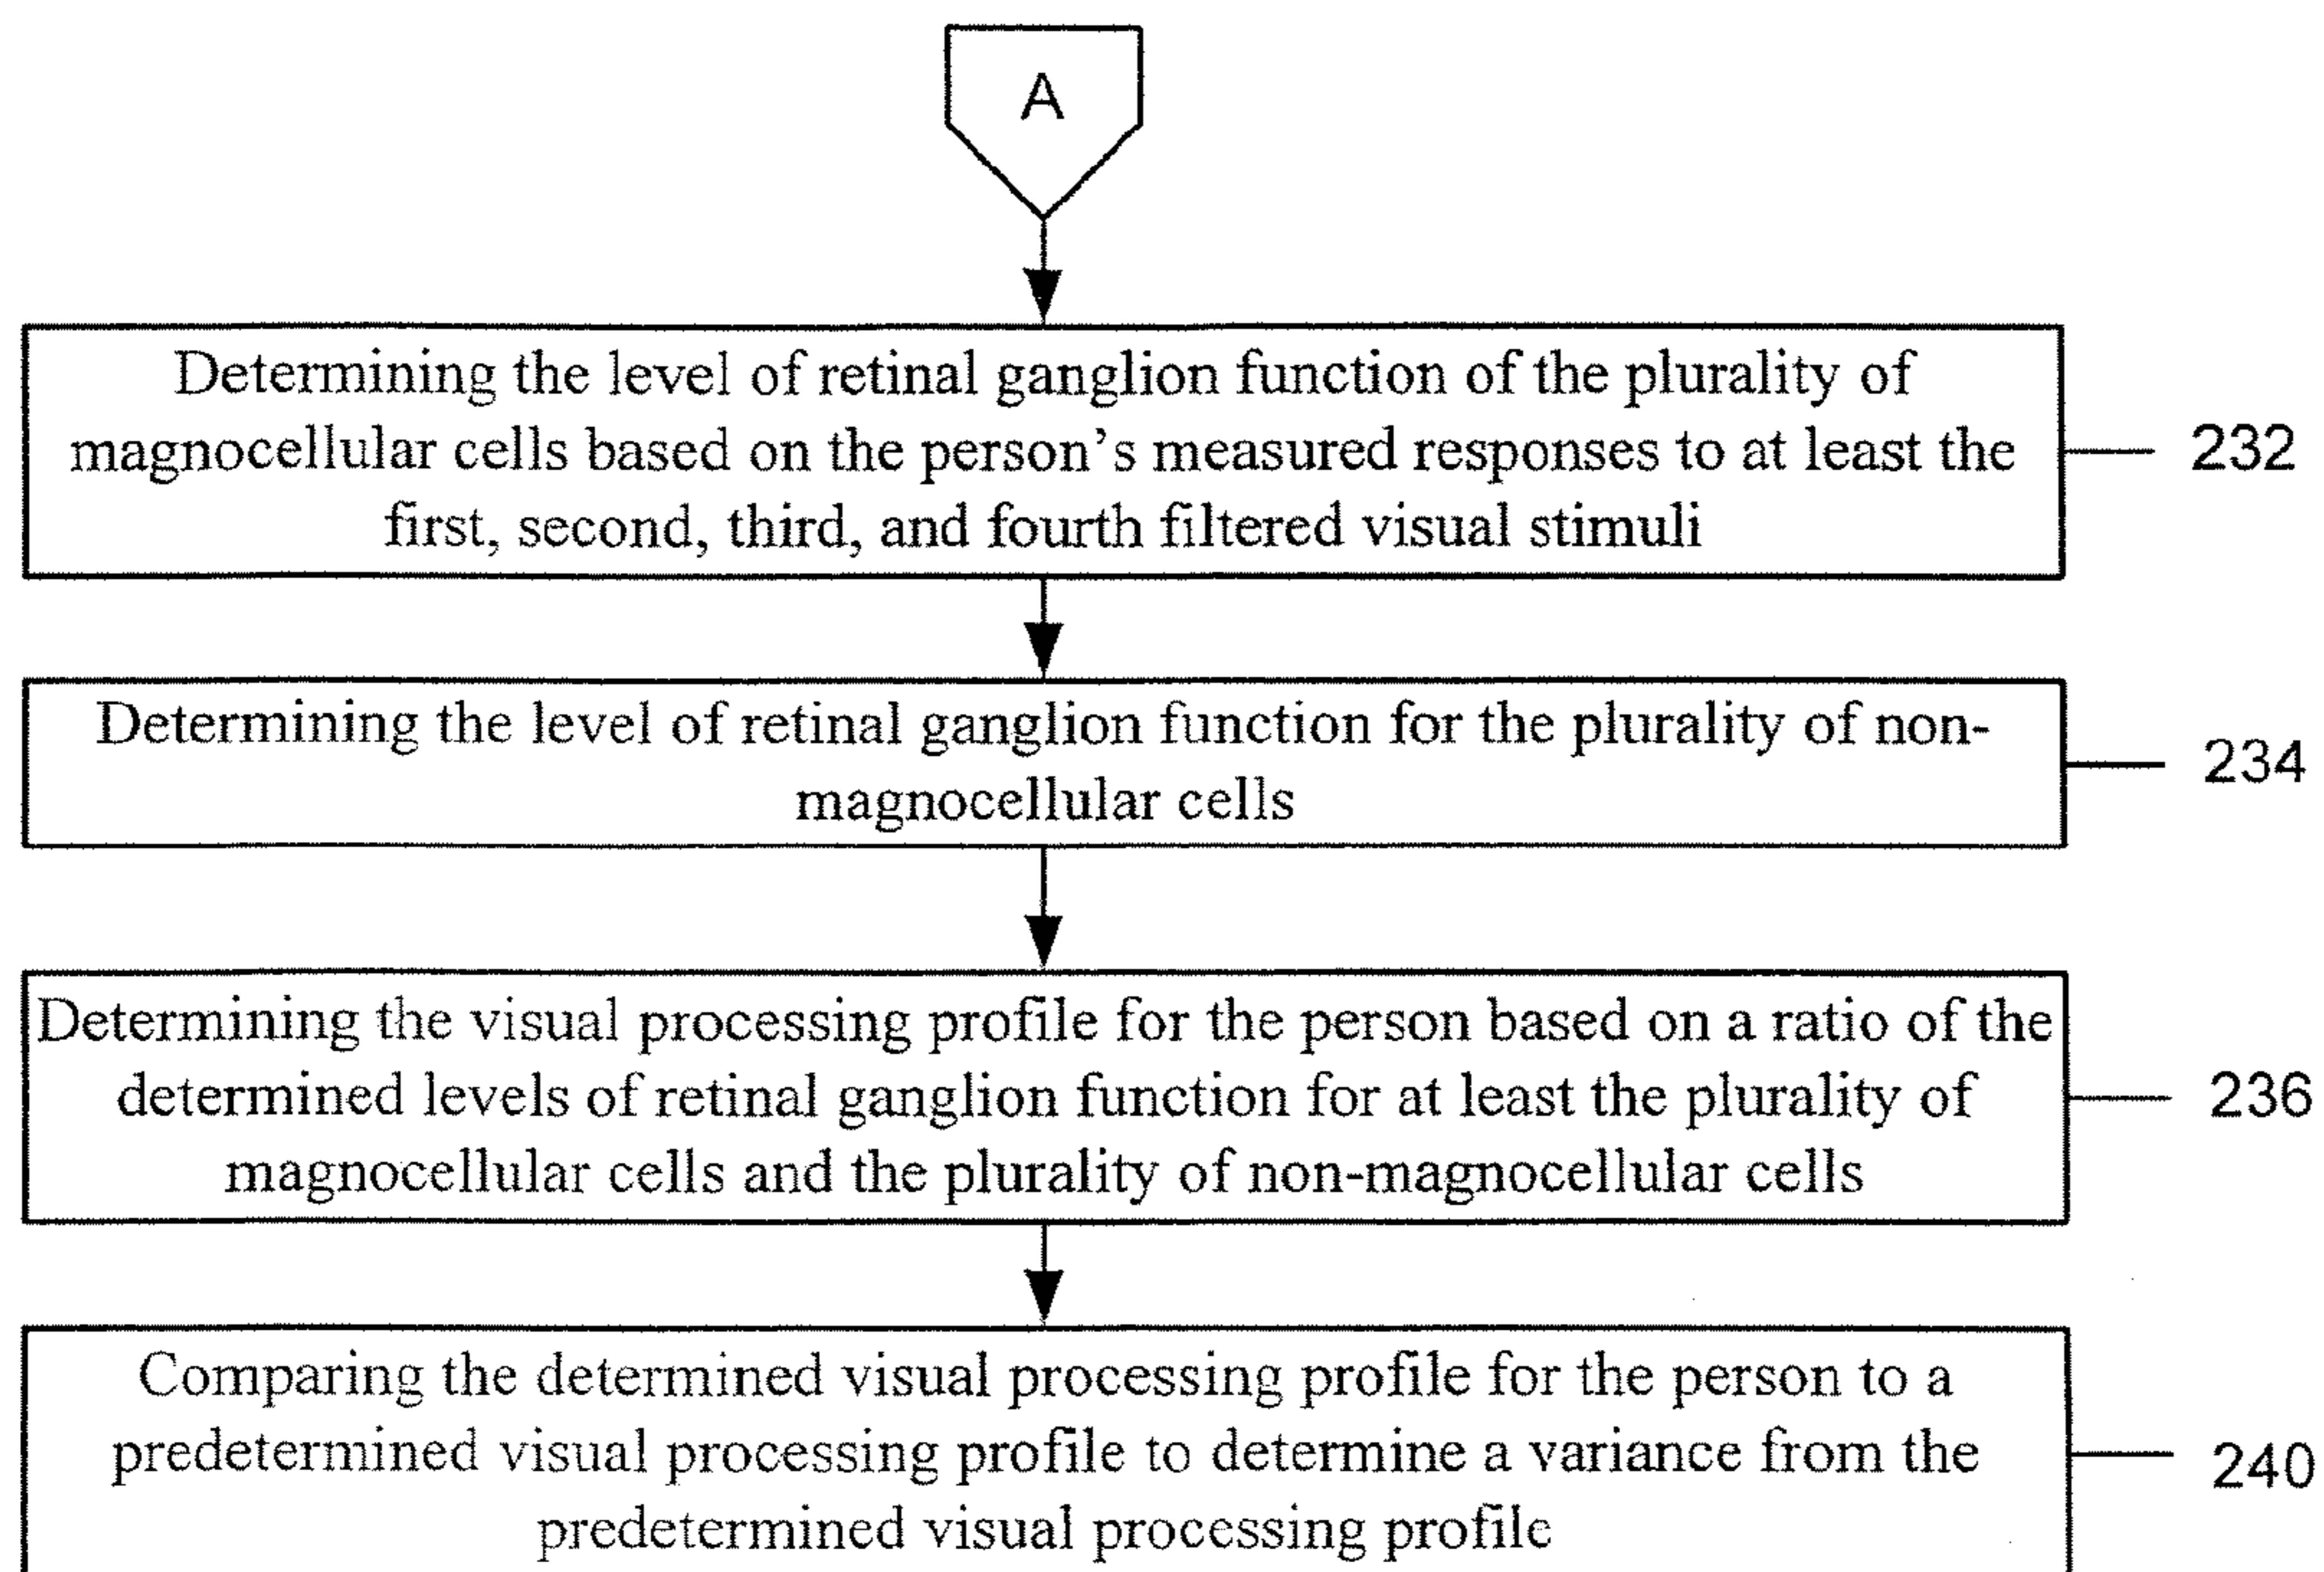 A
Determining the level of retinal ganglion function of the plurality of
magnocellular cells based on the person's measured responses to at least the
first, second, third, and fourth filtered visual stimuli
232
Determining the level of retinal ganglion function for the plurality of non-
magnocellular cells
234
Determining the visual processing profile for the person based on a ratio of the
determined levels of retinal ganglion function for at least the plurality of
magnocellular cells and the plurality of non-magnocellular cells
236
Comparing the determined visual processing profile for the person to a
predetermined visual processing profile to determine a variance from the
predetermined visual processing profile
240